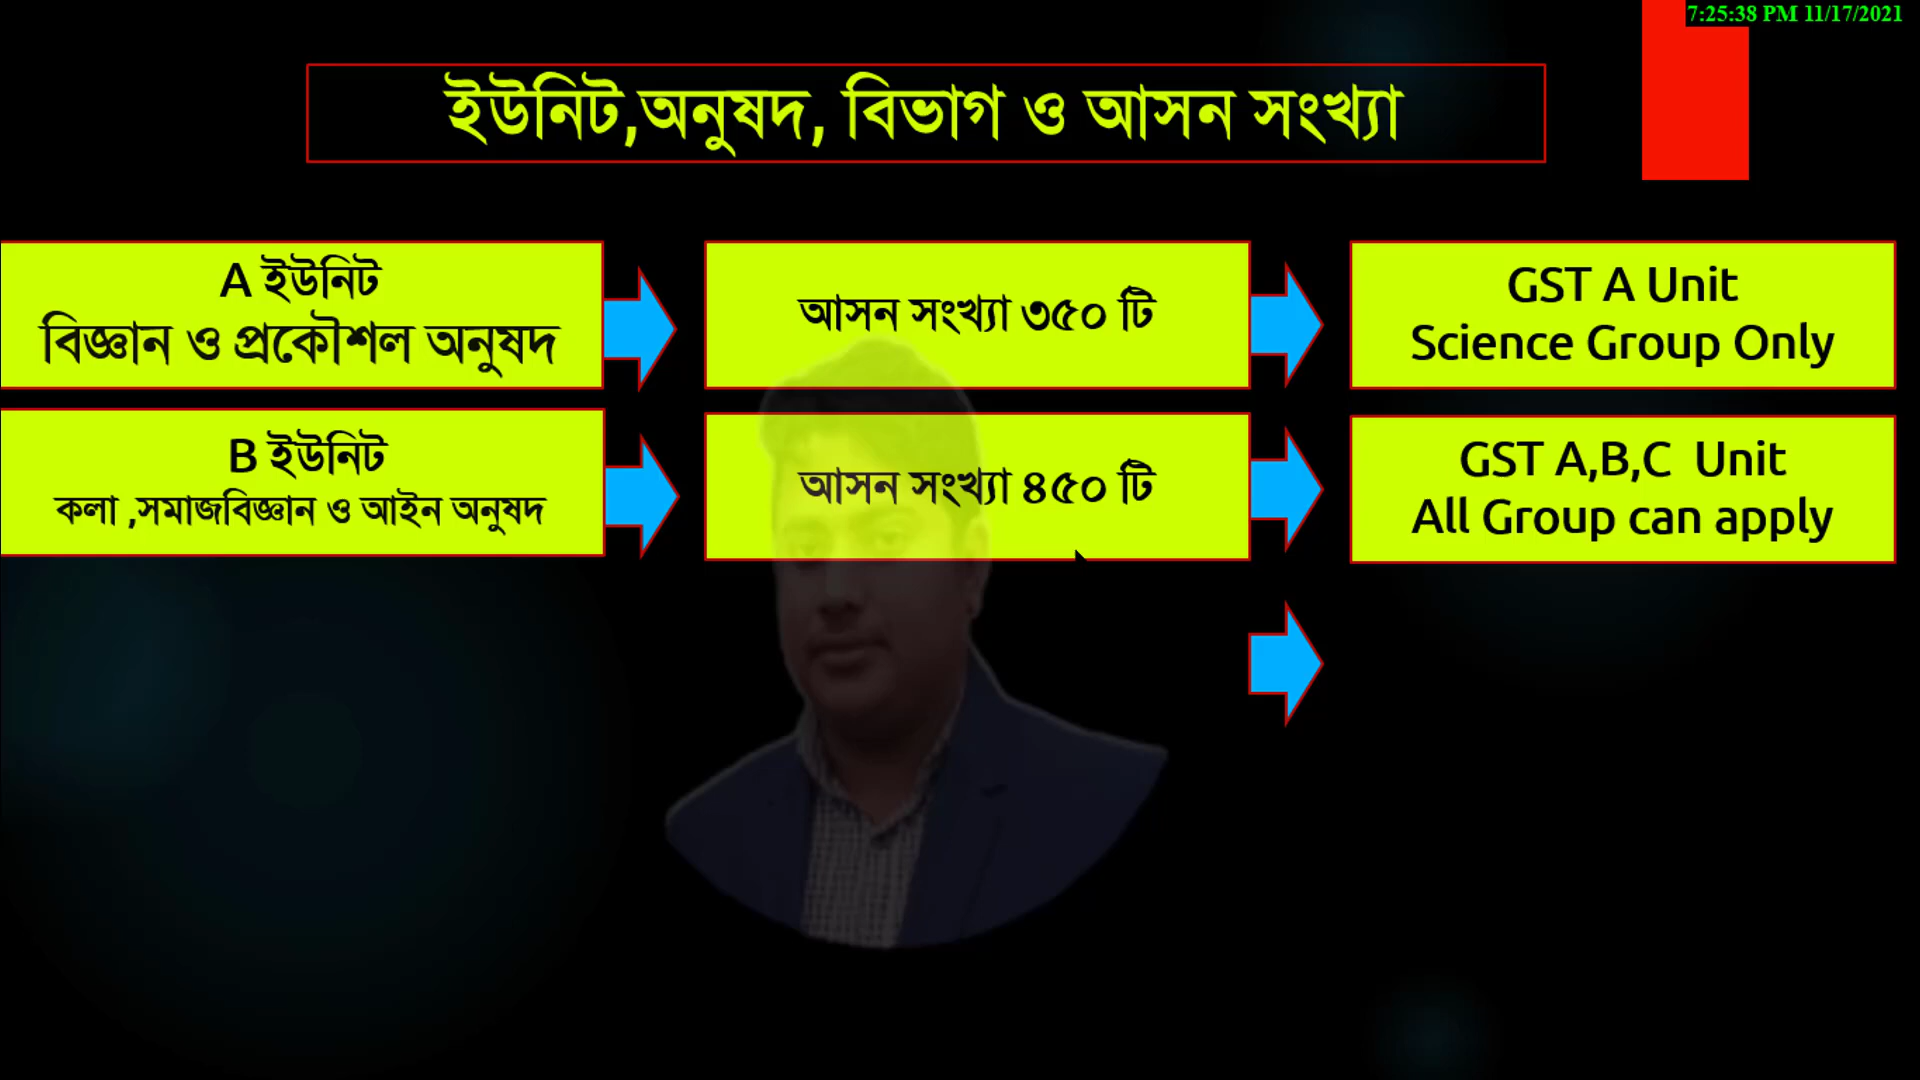 7:25:38 PM 11/17/2021
ইউনিট,অনুষদ, বিভাগ ও আসন সংখ্যা
A ইউনিট
বিজ্ঞান ও প্রকৌশল অনুষদ
আসন সংখ্যা ৩৫০ টি
GST A Unit
Science Group Only
B ইউনিট
কলা ,সমাজবিজ্ঞান ও আইন অনুষদ
আসন সংখ্যা ৪৫০ টি
GST A,B,C Unit
All Group can apply